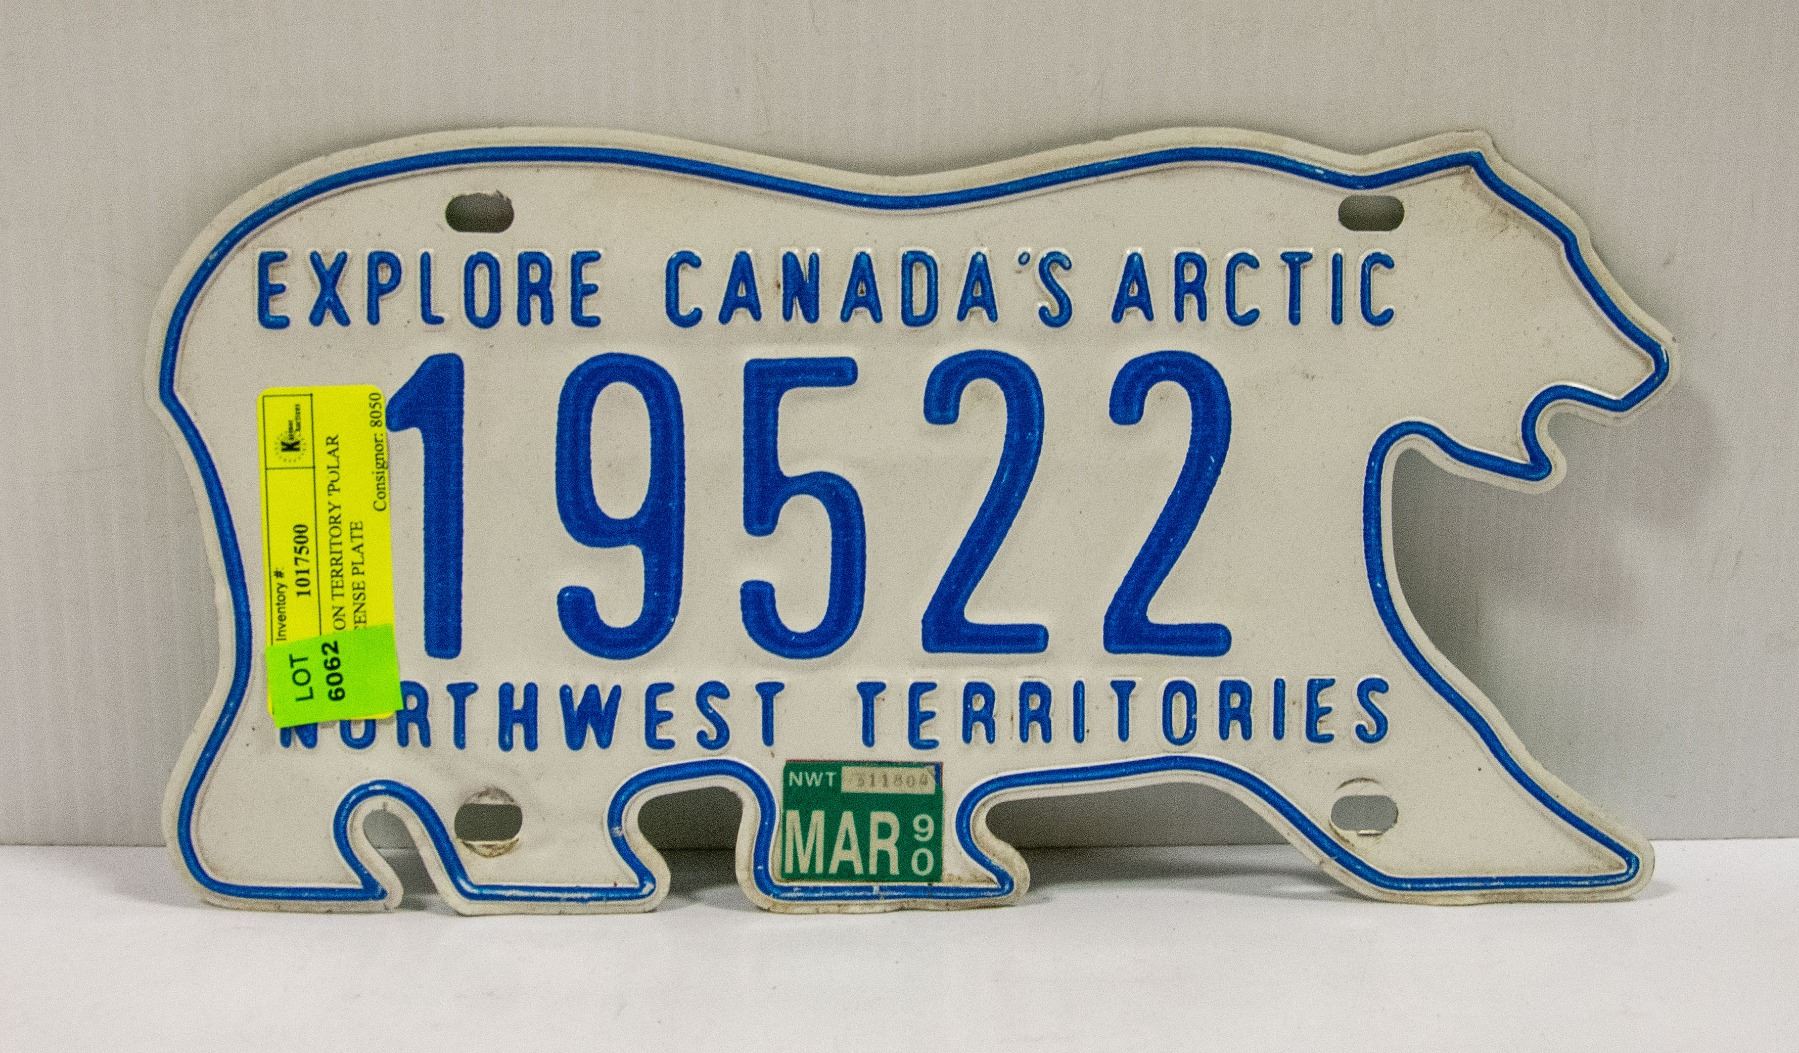 EXPLORE CANADA'S ARCTIC
19522
NORTHWEST TERRITORIES
NWT
MAR 90
Inventory #:
1017500
ON TERRITORY 'POLAR
ENSE PLATE
Consignor: 8050
LOT
6062